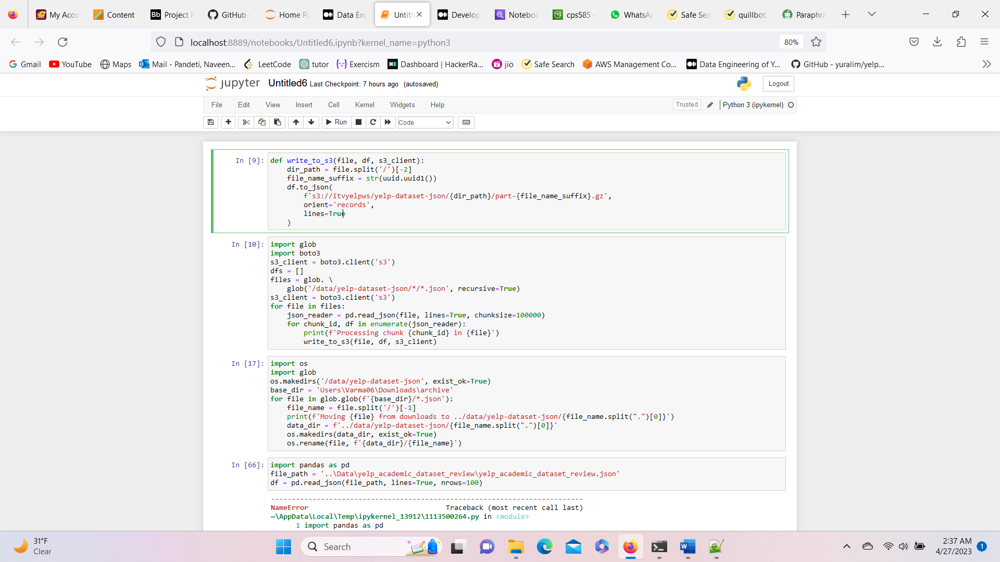 My Acco
Content
Bb Project F
GitHub -
Home Pa
Data Eng
Untitle
Develop
Notebo
cps585 -
WhatsAp
Safe Sea
quillbot,
Paraphra
localhost:8889/notebooks/Untitled6.ipynb?kernel_name=python3
80%
Gmail
YouTube
Maps
Mail - Pandeti, Naveen...
LeetCode
tutor
Exercism
Dashboard | HackerRa...
jio
Safe Search
AWS Management Co...
Data Engineering of Y...
GitHub - yuralim/yelp...
jupyter Untitled6 Last Checkpoint: 7 hours ago (autosaved)
Logout
File Edit View Insert Cell Kernel Widgets Help
Trusted
Python 3 (ipykernel)
Run
Code
In [9]: def write_to_s3(file, df, s3_client):
    dir_path = file.split('/')[-2]
    file_name_suffix = str(uuid.uuid1())
    df.to_json(
        f's3://itvyelpws/yelp-dataset-json/{dir_path}/part-{file_name_suffix}.gz',
        orient='records',
        lines=True
    )
In [10]: import glob
import boto3
s3_client = boto3.client('s3')
dfs = []
files = glob. \
    glob('/data/yelp-dataset-json/*/*.json', recursive=True)
s3_client = boto3.client('s3')
for file in files:
    json_reader = pd.read_json(file, lines=True, chunksize=100000)
    for chunk_id, df in enumerate(json_reader):
        print(f'Processing chunk {chunk_id} in {file}')
        write_to_s3(file, df, s3_client)
In [17]: import os
import glob
os.makedirs('/data/yelp-dataset-json', exist_ok=True)
base_dir = 'Users\Varma06\Downloads\archive'
for file in glob.glob(f'{base_dir}/*.json'):
    file_name = file.split('/')[-1]
    print(f'Moving {file} from downloads to ../data/yelp-dataset-json/{file_name.split(".")[0]}')
    data_dir = f'../data/yelp-dataset-json/{file_name.split(".")[0]}'
    os.makedirs(data_dir, exist_ok=True)
    os.rename(file, f'{data_dir}/{file_name}')
In [66]: import pandas as pd
file_path = '..\Data\yelp_academic_dataset_review\yelp_academic_dataset_review.json'
df = pd.read_json(file_path, lines=True, nrows=100)
---------------------------------------------------------------------------
NameError                                 Traceback (most recent call last)
~\AppData\Local\Temp\ipykernel_13912\1113500264.py in <module>
      1 import pandas as pd
31°F
Clear
Search
2:37 AM
4/27/2023
1